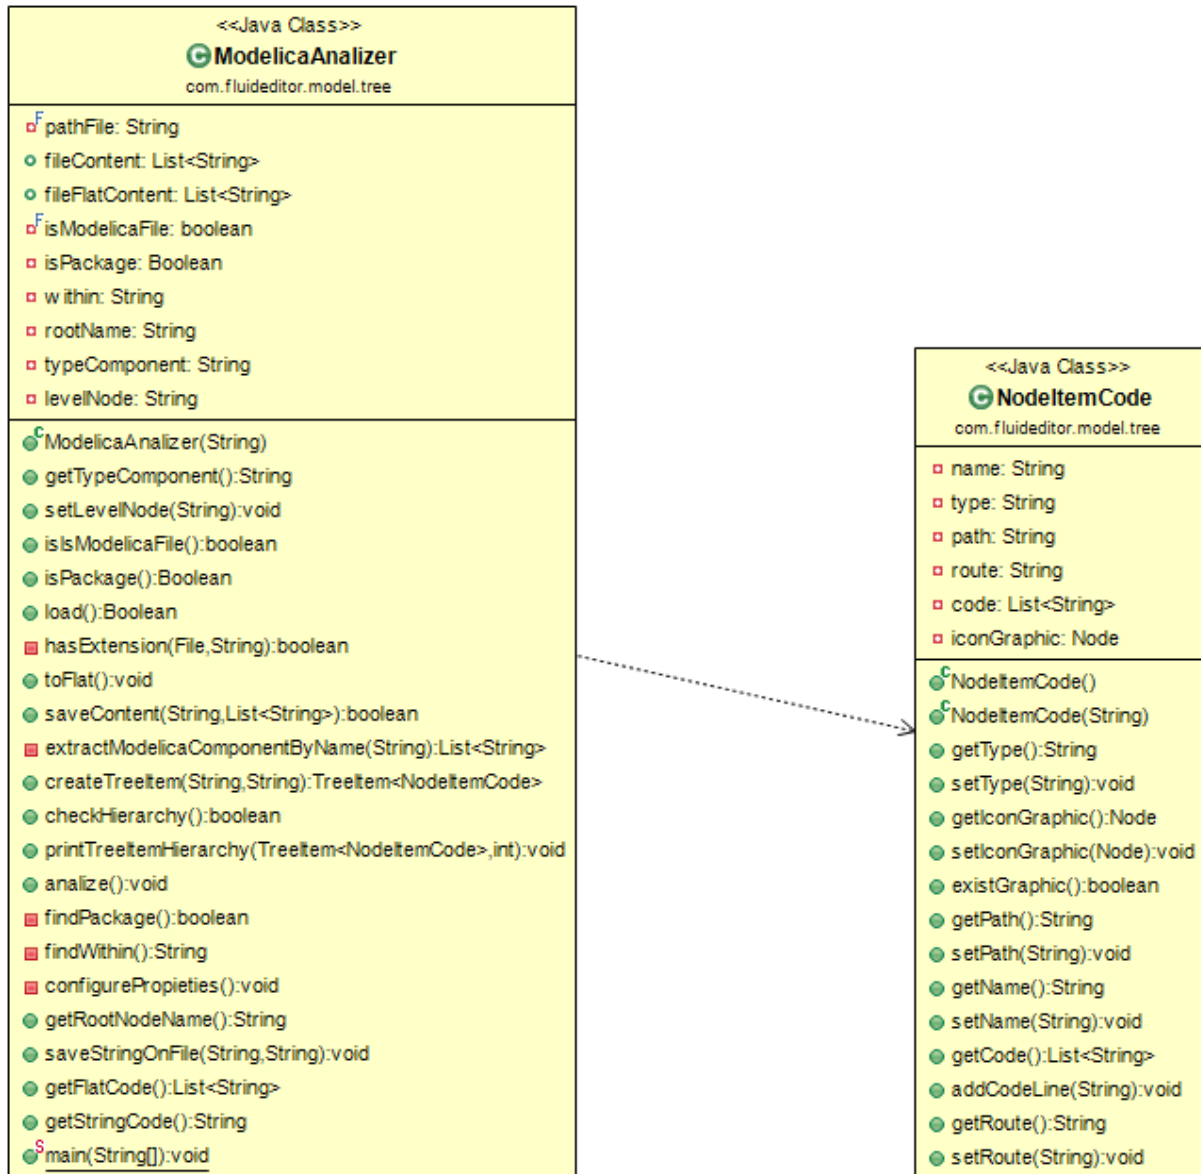 <<Java Class>>
C ModelicaAnalizer
com.fluideditor.model.tree
F pathFile: String
fileContent: List<String>
fileFlatContent: List<String>
F isModelicaFile: boolean
isPackage: Boolean
within: String
rootName: String
typeComponent: String
levelNode: String
C ModelicaAnalizer(String)
getTypeComponent():String
setLevelNode(String):void
isIsModelicaFile():boolean
isPackage():Boolean
load():Boolean
hasExtension(File,String):boolean
toFlat():void
saveContent(String,List<String>):boolean
extractModelicaComponentByName(String):List<String>
createTreeItem(String,String):TreeItem<NodeItemCode>
checkHierarchy():boolean
printTreeItemHierarchy(TreeItem<NodeItemCode>,int):void
analize():void
findPackage():boolean
findWithin():String
configurePropieties():void
getRootNodeName():String
saveStringOnFile(String,String):void
getFlatCode():List<String>
getStringCode():String
S main(String[]):void
<<Java Class>>
C NodeItemCode
com.fluideditor.model.tree
name: String
type: String
path: String
route: String
code: List<String>
iconGraphic: Node
C NodeItemCode()
C NodeItemCode(String)
getType():String
setType(String):void
getIconGraphic():Node
setIconGraphic(Node):void
existGraphic():boolean
getPath():String
setPath(String):void
getName():String
setName(String):void
getCode():List<String>
addCodeLine(String):void
getRoute():String
setRoute(String):void